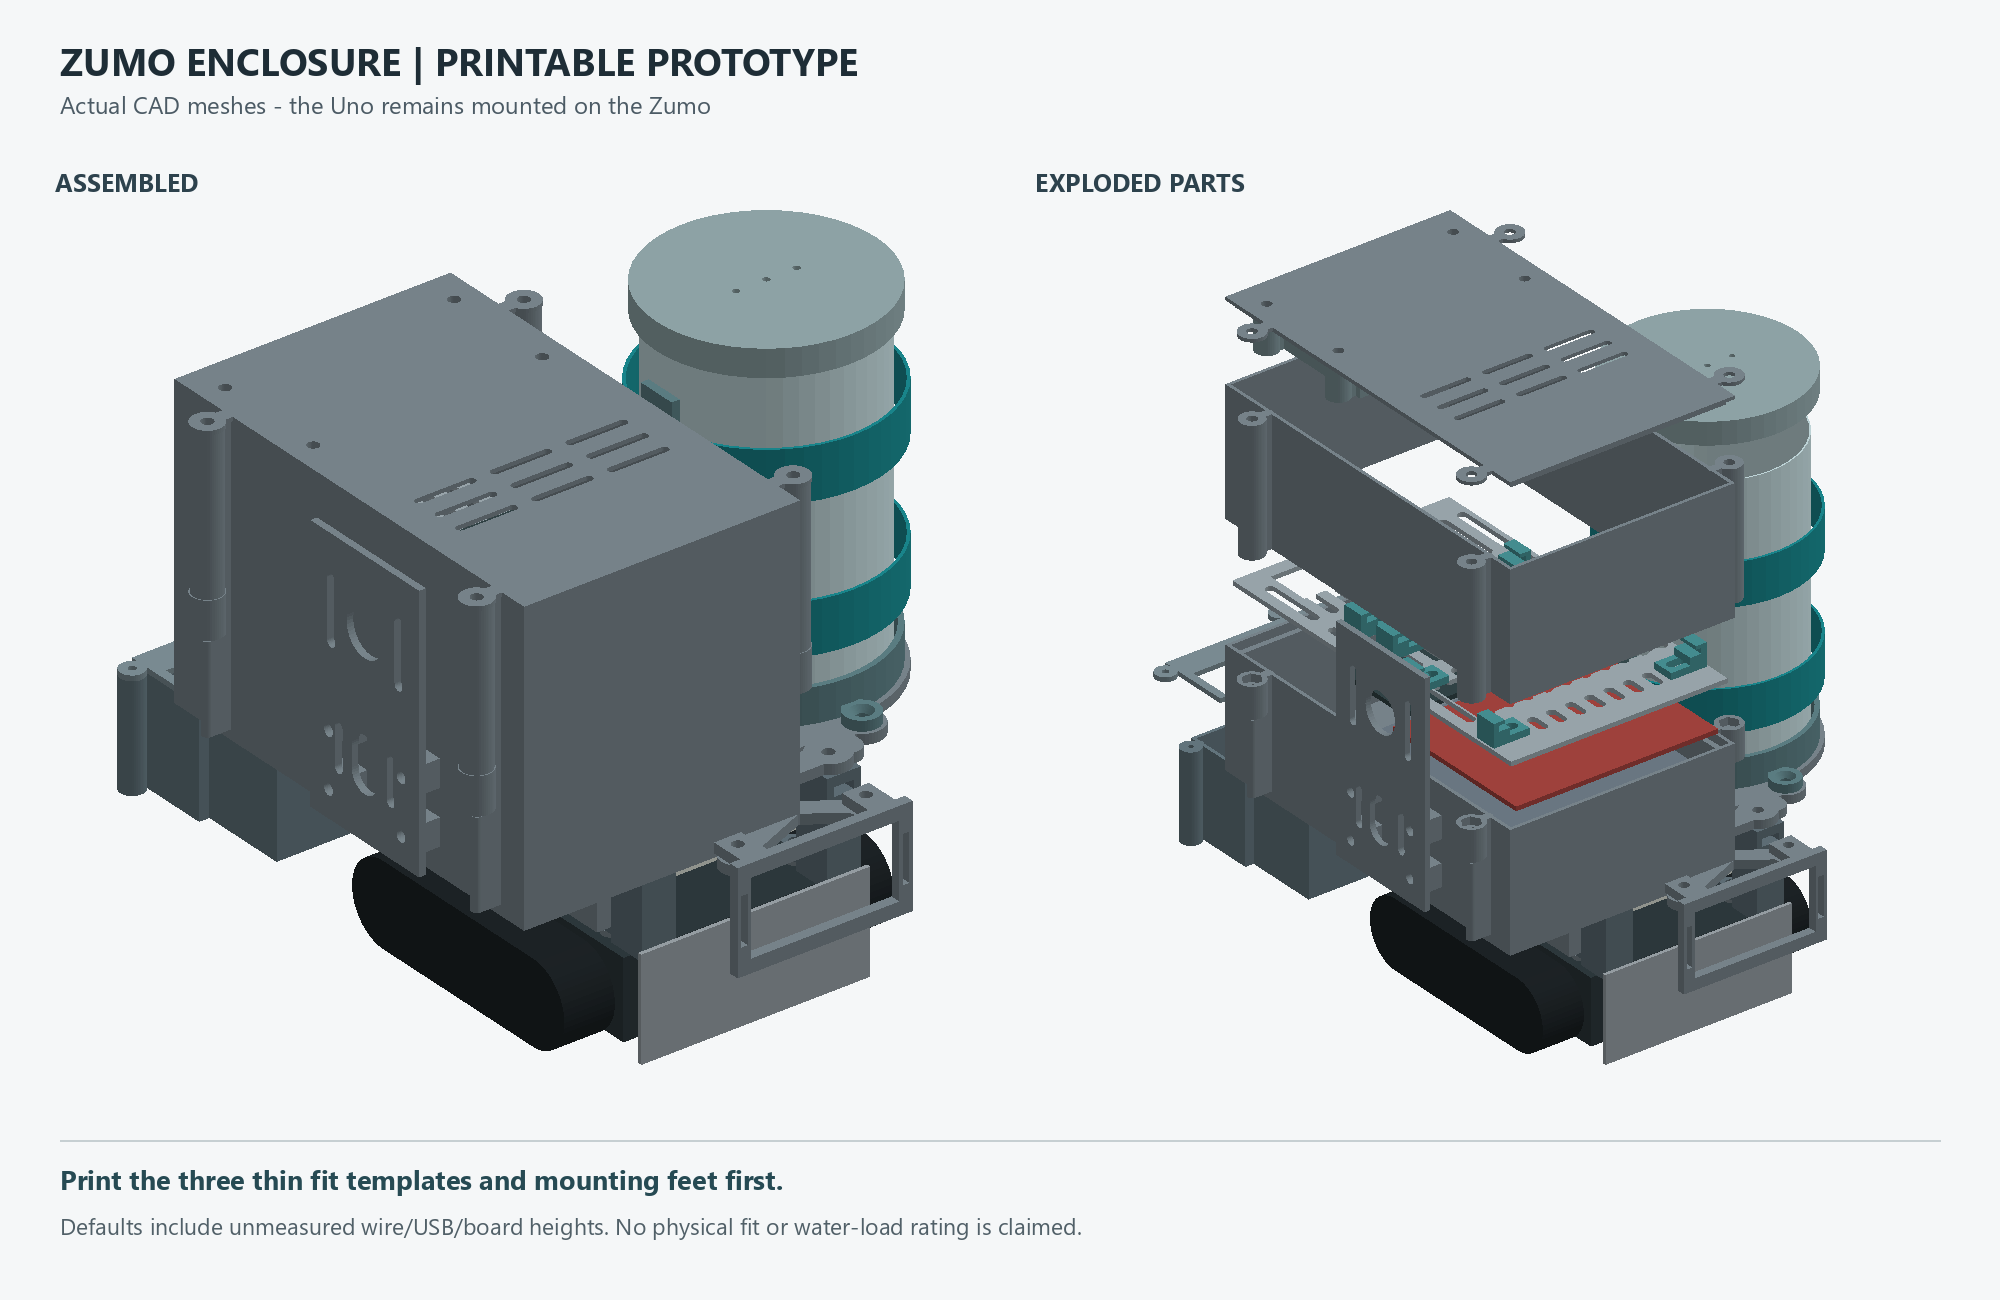 ZUMO ENCLOSURE | PRINTABLE PROTOTYPE
Actual CAD meshes - the Uno remains mounted on the Zumo
ASSEMBLED
EXPLODED PARTS
Print the three thin fit templates and mounting feet first.
Defaults include unmeasured wire/USB/board heights. No physical fit or water-load rating is claimed.